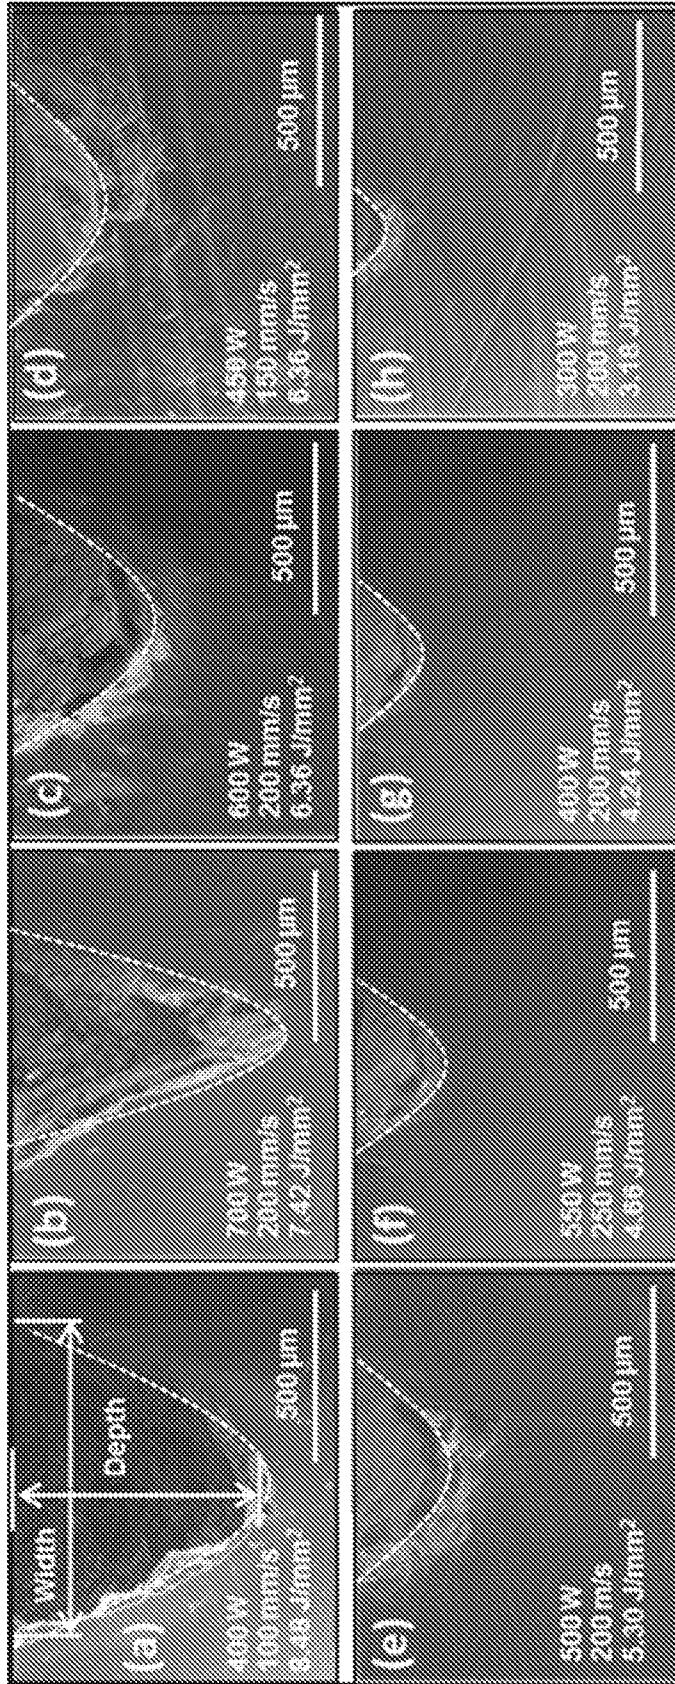 (a)
Width
Depth
400 W
100 mm/s
8.48 J/mm²
500 µm
(b)
700 W
200 mm/s
7.42 J/mm²
500 µm
(c)
600 W
200 mm/s
6.36 J/mm²
500 µm
(d)
450 W
150 mm/s
6.36 J/mm²
500 µm
(e)
500 W
200 m/s
5.30 J/mm²
500 µm
(f)
550 W
250 mm/s
4.66 J/mm²
500 µm
(g)
400 W
200 mm/s
4.24 J/mm²
500 µm
(h)
300 W
200 mm/s
3.18 J/mm²
500 µm